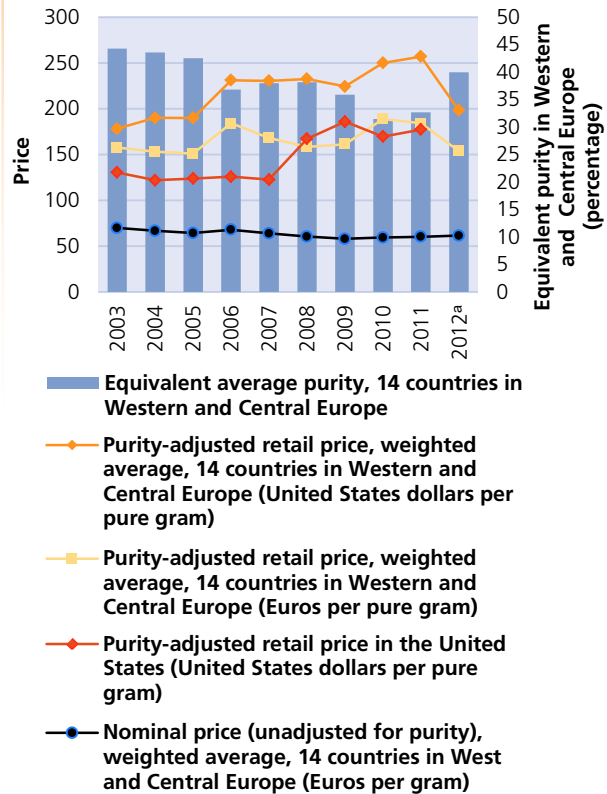 Price
300
250
200
150
100
50
0
50
45
40
35
30
25
20
15
10
5
0
Equivalent purity in Western
and Central Europe
(percentage)
2003
2004
2005
2006
2007
2008
2009
2010
2011
2012ᵃ
Equivalent average purity, 14 countries in
Western and Central Europe
Purity-adjusted retail price, weighted
average, 14 countries in Western and
Central Europe (United States dollars per
pure gram)
Purity-adjusted retail price, weighted
average, 14 countries in Western and
Central Europe (Euros per pure gram)
Purity-adjusted retail price in the United
States (United States dollars per pure
gram)
Nominal price (unadjusted for purity),
weighted average, 14 countries in West
and Central Europe (Euros per gram)